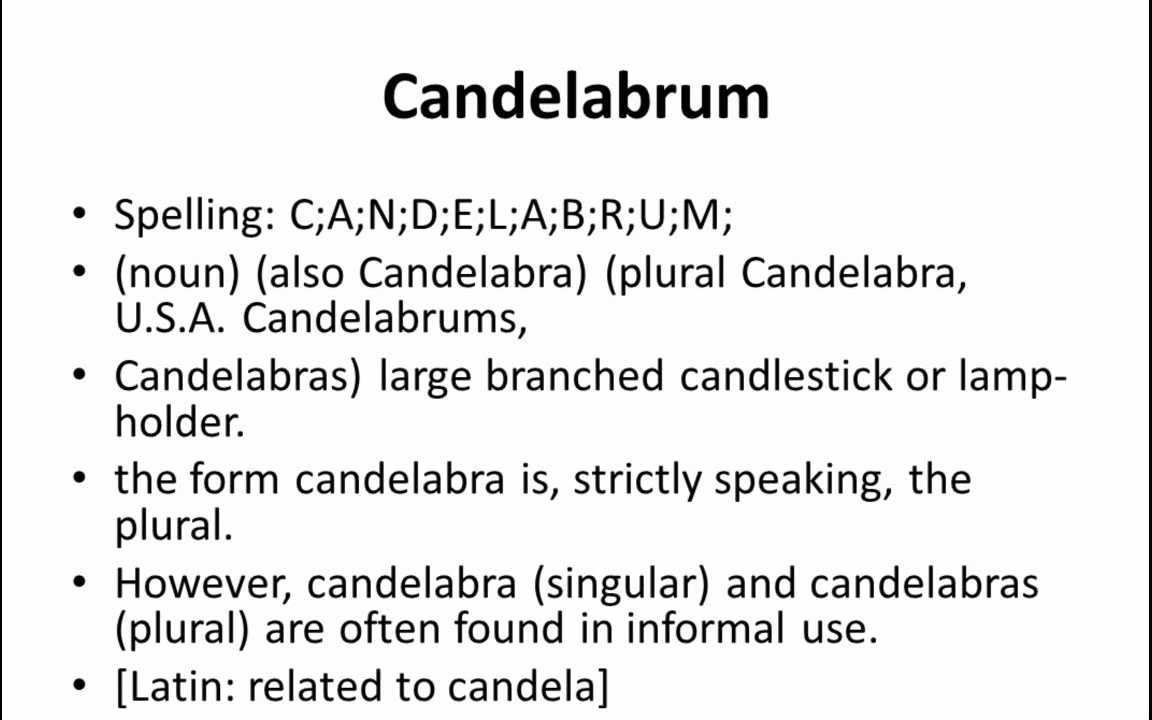 Candelabrum
• Spelling: C;A;N;D;E;L;A;B;R;U;M;
• (noun) (also Candelabra) (plural Candelabra,
U.S.A. Candelabrums,
• Candelabras) large branched candlestick or lamp-
holder.
• the form candelabra is, strictly speaking, the
plural.
• However, candelabra (singular) and candelabras
(plural) are often found in informal use.
• [Latin: related to candela]